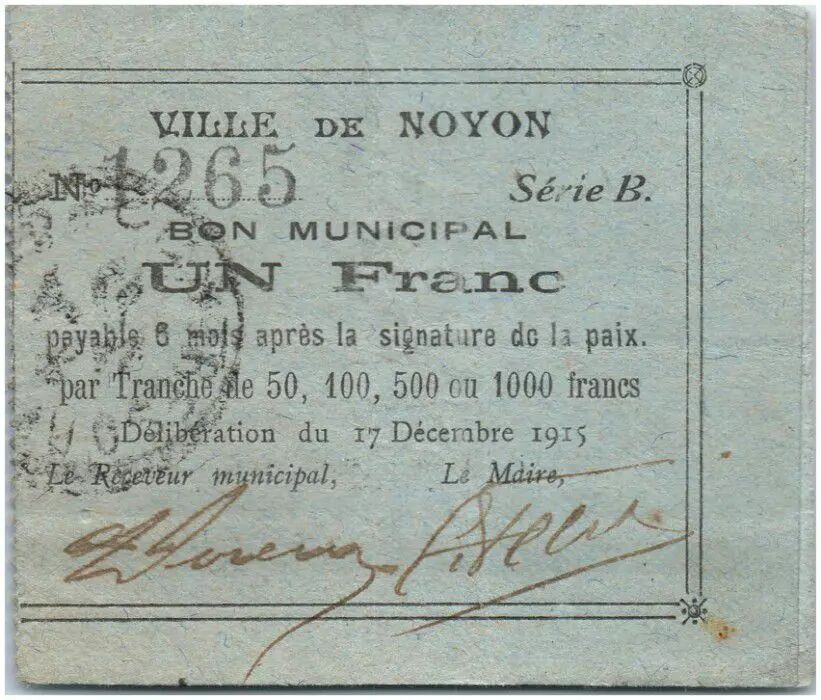 VILLE DE NOYON
No 1265 Série B.
BON MUNICIPAL
UN Franc
payable 6 mois après la signature de la paix.
par Tranche de 50, 100, 500 ou 1000 francs
Délibération du 17 Décembre 1915
Le Receveur municipal, Le Maire,